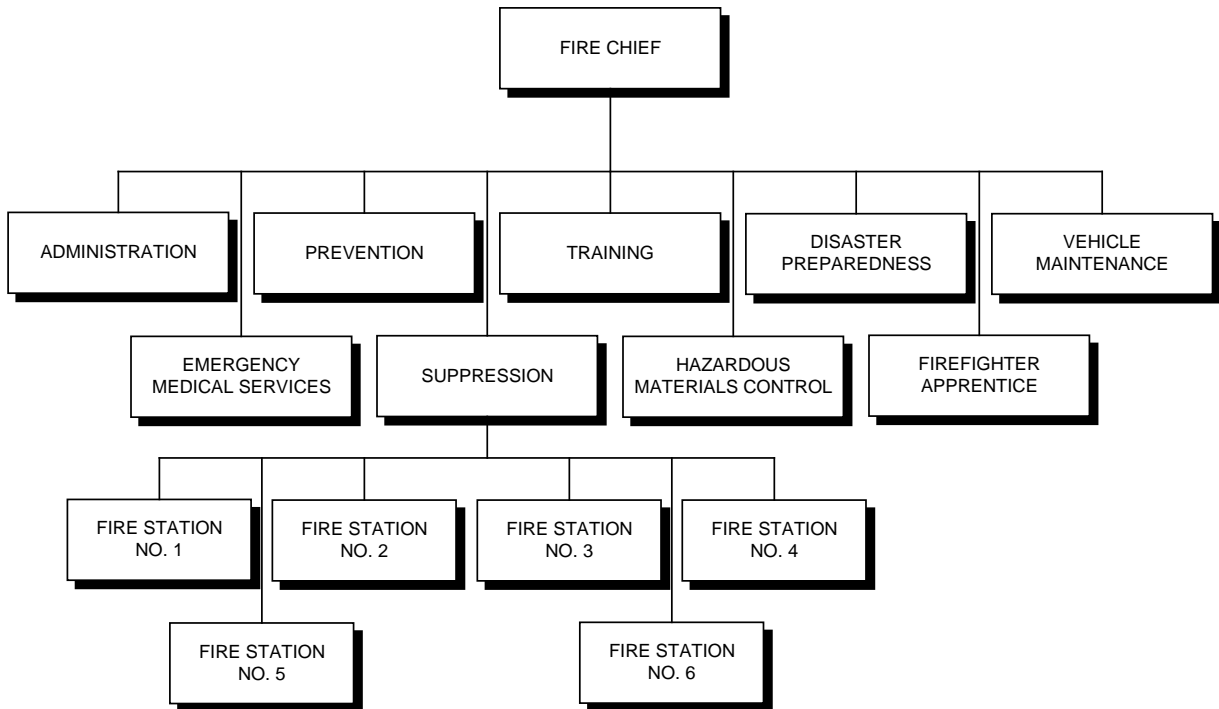 FIRE CHIEF
ADMINISTRATION
PREVENTION
TRAINING
DISASTER
PREPAREDNESS
VEHICLE
MAINTENANCE
EMERGENCY
MEDICAL SERVICES
SUPPRESSION
HAZARDOUS
MATERIALS CONTROL
FIREFIGHTER
APPRENTICE
FIRE STATION
NO. 1
FIRE STATION
NO. 2
FIRE STATION
NO. 3
FIRE STATION
NO. 4
FIRE STATION
NO. 5
FIRE STATION
NO. 6